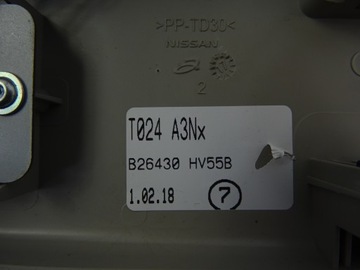 >PP-TD30<
NISSAN
2
T024 A3Nx
B26430 HV55B
1.02.18 7